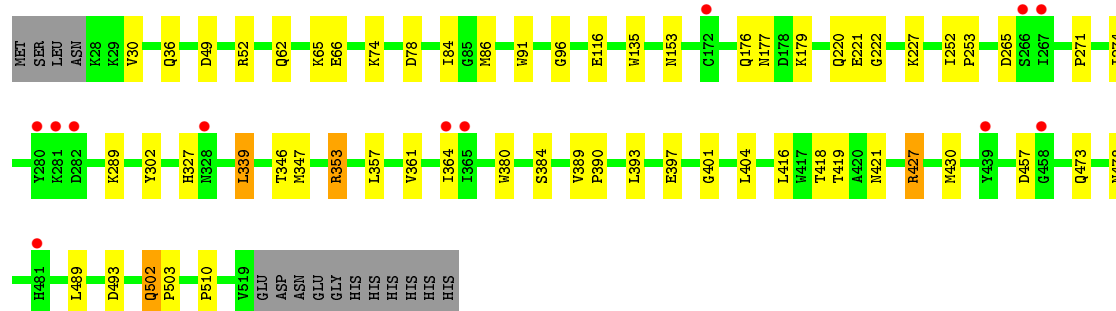 MET SER LEU ASN K28 K29 V30 Q36 D49 R52 Q62 K65 E66 K74 D78 I84 G85 M86 W91 G96 E116 W135 N153 C172 Q176 N177 D178 K179 Q220 E221 G222 K227 I252 P253 D265 S266 I267 P271
Y280 K281 D282 K289 Y302 H327 N328 L339 T346 M347 R353 L357 V361 I364 I365 W380 S384 V389 P390 L393 E397 G401 L404 L416 W417 T418 T419 A420 N421 R427 M430 Y439 D457 G458 Q473
H481 L489 D493 Q502 P503 P510 V519 GLU ASP ASN GLU GLY HIS HIS HIS HIS HIS HIS